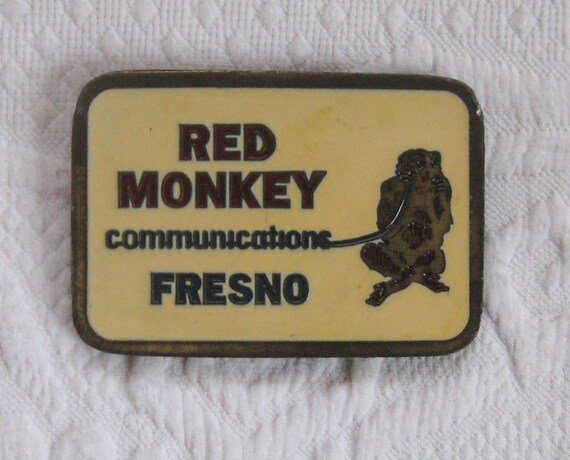 RED
MONKEY
communications
FRESNO